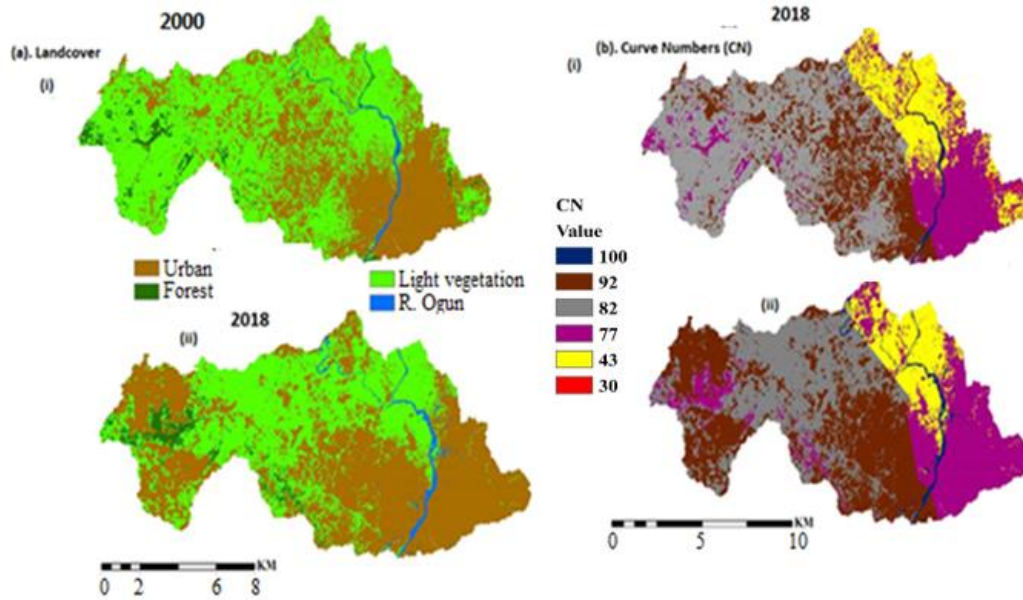 2000
(a). Landcover
(i)
Urban
Forest
Light vegetation
R. Ogun
2018
(ii)
KM
0 2 6 8
2018
(b). Curve Numbers (CN)
(i)
CN
Value
100
92
82
77
43
30
(ii)
KM
0 5 10